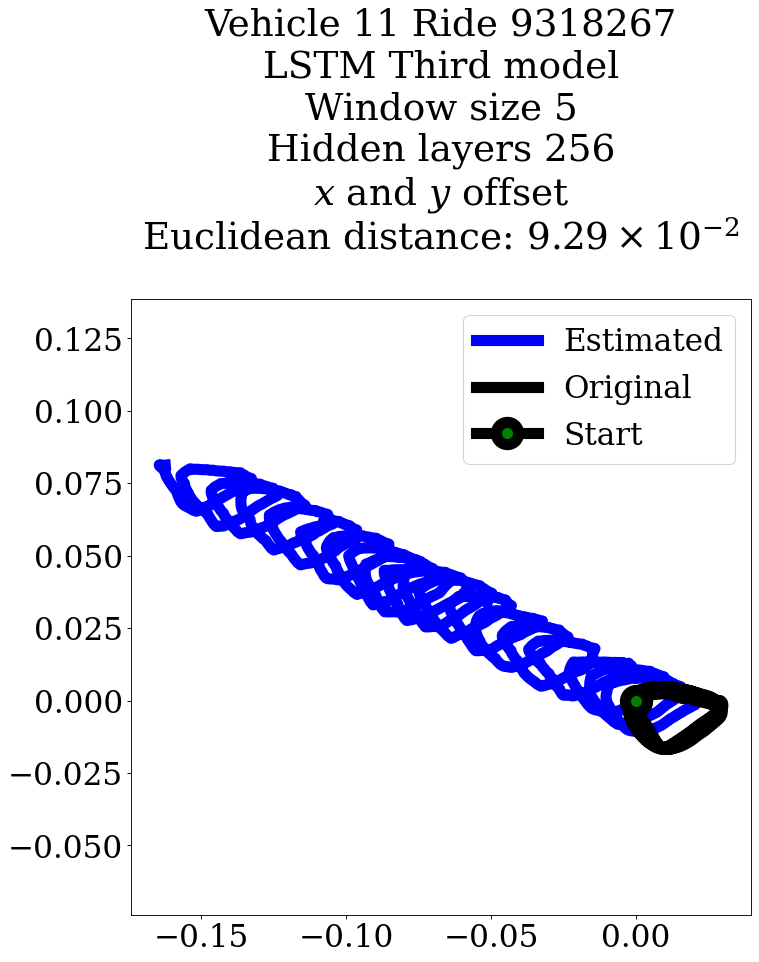 Vehicle 11 Ride 9318267
LSTM Third model
Window size 5
Hidden layers 256
x and y offset
Euclidean distance: 9.29 × 10⁻²
Estimated
Original
Start
0.125
0.100
0.075
0.050
0.025
0.000
−0.025
−0.050
−0.15 −0.10 −0.05 0.00